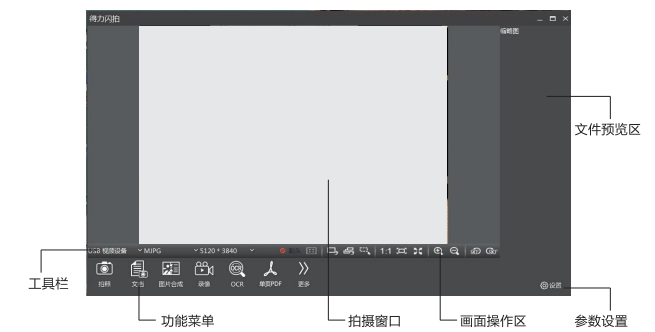 得力闪拍
缩略图
文件预览区
USB 视频设备 MJPG 5120 * 3840 1:1
工具栏
拍照 文档 图片合成 录像 OCR 单页PDF 更多
设置
功能菜单 拍摄窗口 画面操作区 参数设置